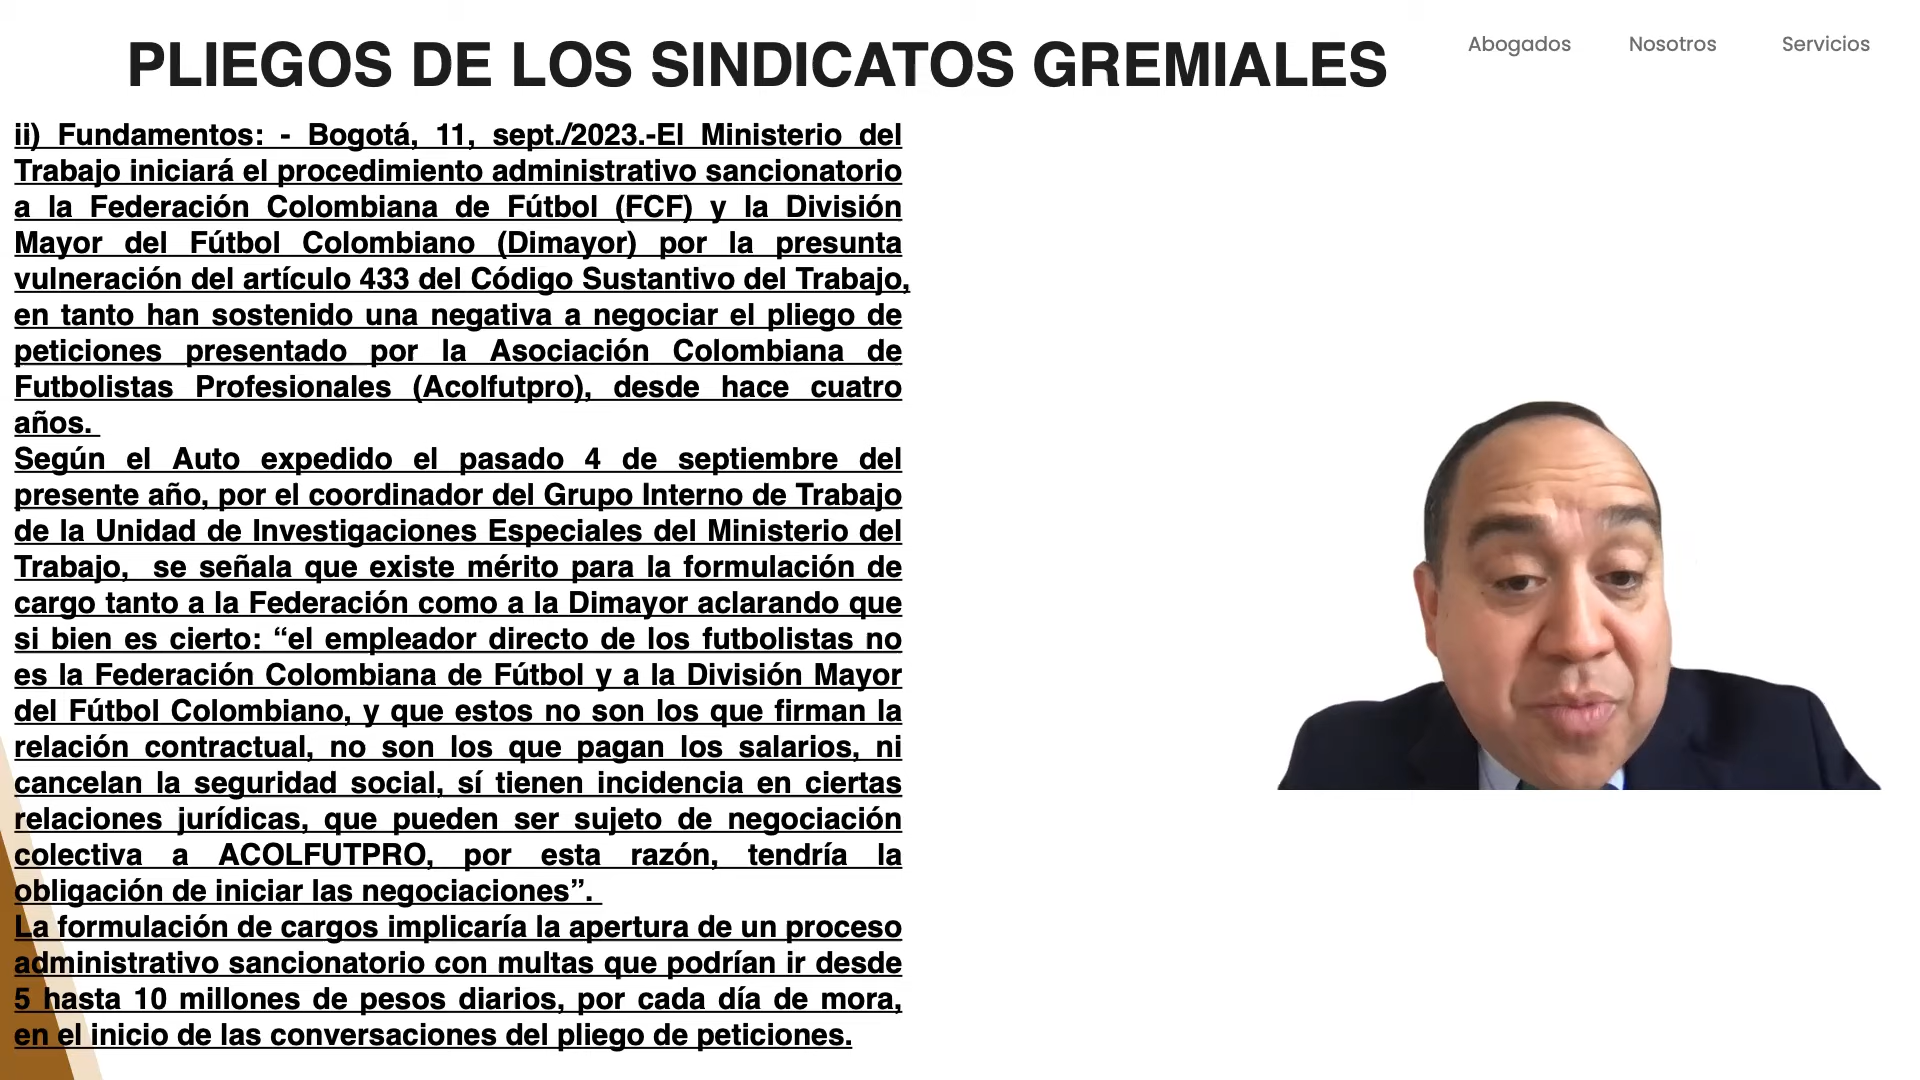 PLIEGOS DE LOS SINDICATOS GREMIALES
Abogados
Nosotros
Servicios
ii) Fundamentos: - Bogotá, 11, sept./2023.-El Ministerio del
Trabajo iniciará el procedimiento administrativo sancionatorio
a la Federación Colombiana de Fútbol (FCF) y la División
Mayor del Fútbol Colombiano (Dimayor) por la presunta
vulneración del artículo 433 del Código Sustantivo del Trabajo,
en tanto han sostenido una negativa a negociar el pliego de
peticiones presentado por la Asociación Colombiana de
Futbolistas Profesionales (Acolfutpro), desde hace cuatro
años.
Según el Auto expedido el pasado 4 de septiembre del
presente año, por el coordinador del Grupo Interno de Trabajo
de la Unidad de Investigaciones Especiales del Ministerio del
Trabajo, se señala que existe mérito para la formulación de
cargo tanto a la Federación como a la Dimayor aclarando que
si bien es cierto: “el empleador directo de los futbolistas no
es la Federación Colombiana de Fútbol y a la División Mayor
del Fútbol Colombiano, y que estos no son los que firman la
relación contractual, no son los que pagan los salarios, ni
cancelan la seguridad social, sí tienen incidencia en ciertas
relaciones jurídicas, que pueden ser sujeto de negociación
colectiva a ACOLFUTPRO, por esta razón, tendría la
obligación de iniciar las negociaciones”.
La formulación de cargos implicaría la apertura de un proceso
administrativo sancionatorio con multas que podrían ir desde
5 hasta 10 millones de pesos diarios, por cada día de mora,
en el inicio de las conversaciones del pliego de peticiones.